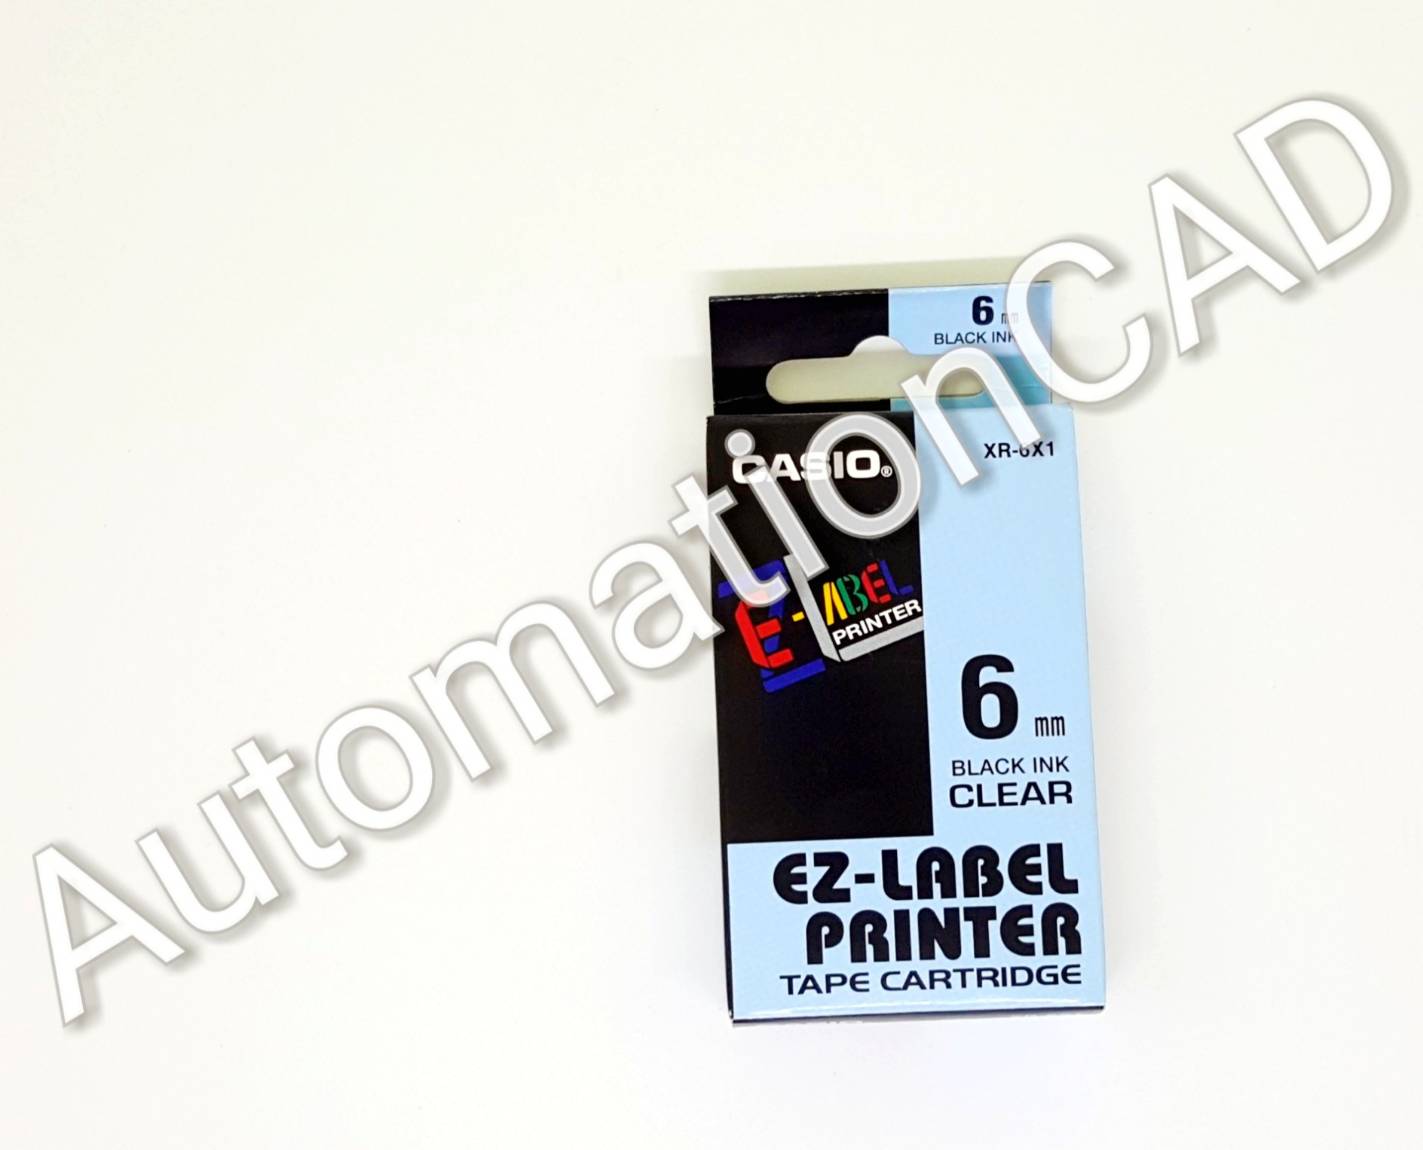 6 mm
BLACK INK
CASIO®
XR-6X1
EZ-LABEL
PRINTER
6 mm
BLACK INK
CLEAR
EZ-LABEL
PRINTER
TAPE CARTRIDGE
AutomationCAD